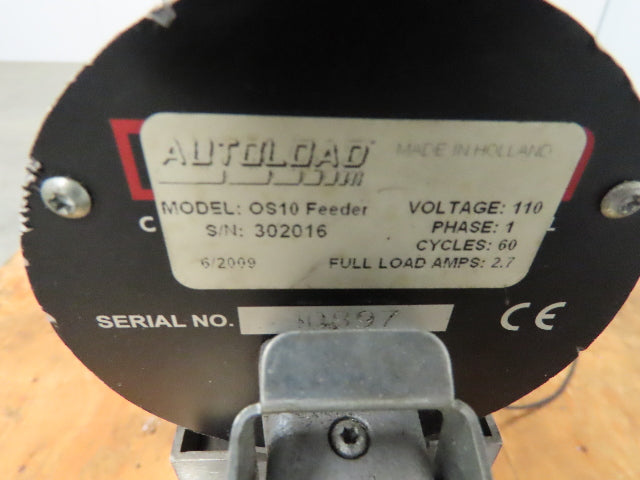 AUTOLOAD MADE IN HOLLAND
MODEL: OS10 Feeder VOLTAGE: 110
S/N: 302016 PHASE: 1
CYCLES: 60
6/2009 FULL LOAD AMPS: 2.7
SERIAL NO.
CE